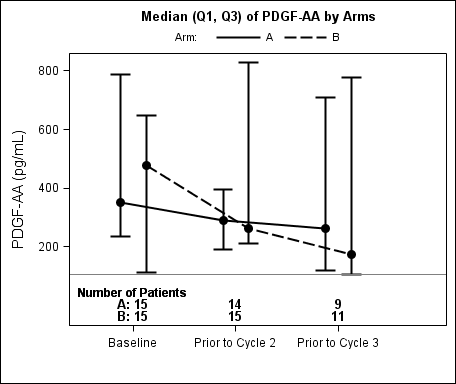 Median (Q1, Q3) of PDGF-AA by Arms
Arm: A B
PDGF-AA (pg/mL)
800
600
400
200
Number of Patients
A: 15 14 9
B: 15 15 11
Baseline Prior to Cycle 2 Prior to Cycle 3